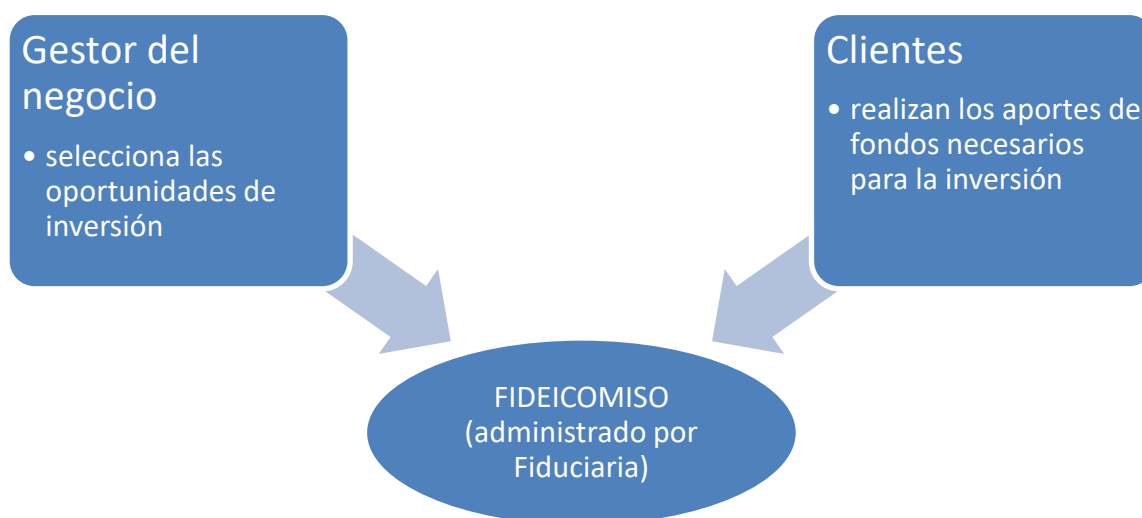 Gestor del
negocio
• selecciona las
oportunidades de
inversión
Clientes
• realizan los aportes de
fondos necesarios
para la inversión
FIDEICOMISO
(administrado por
Fiduciaria)